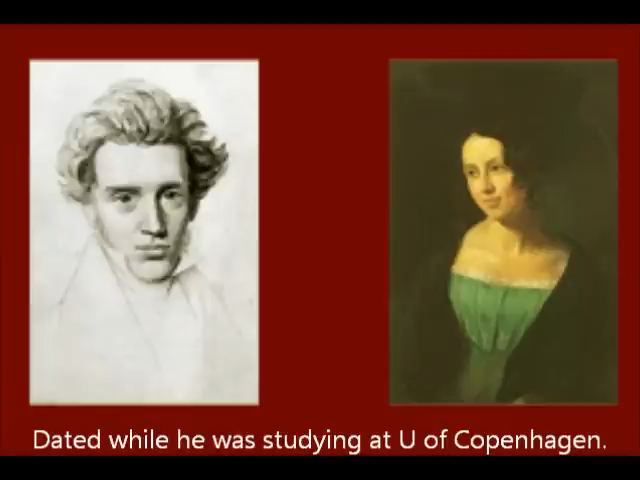 Dated while he was studying at U of Copenhagen.